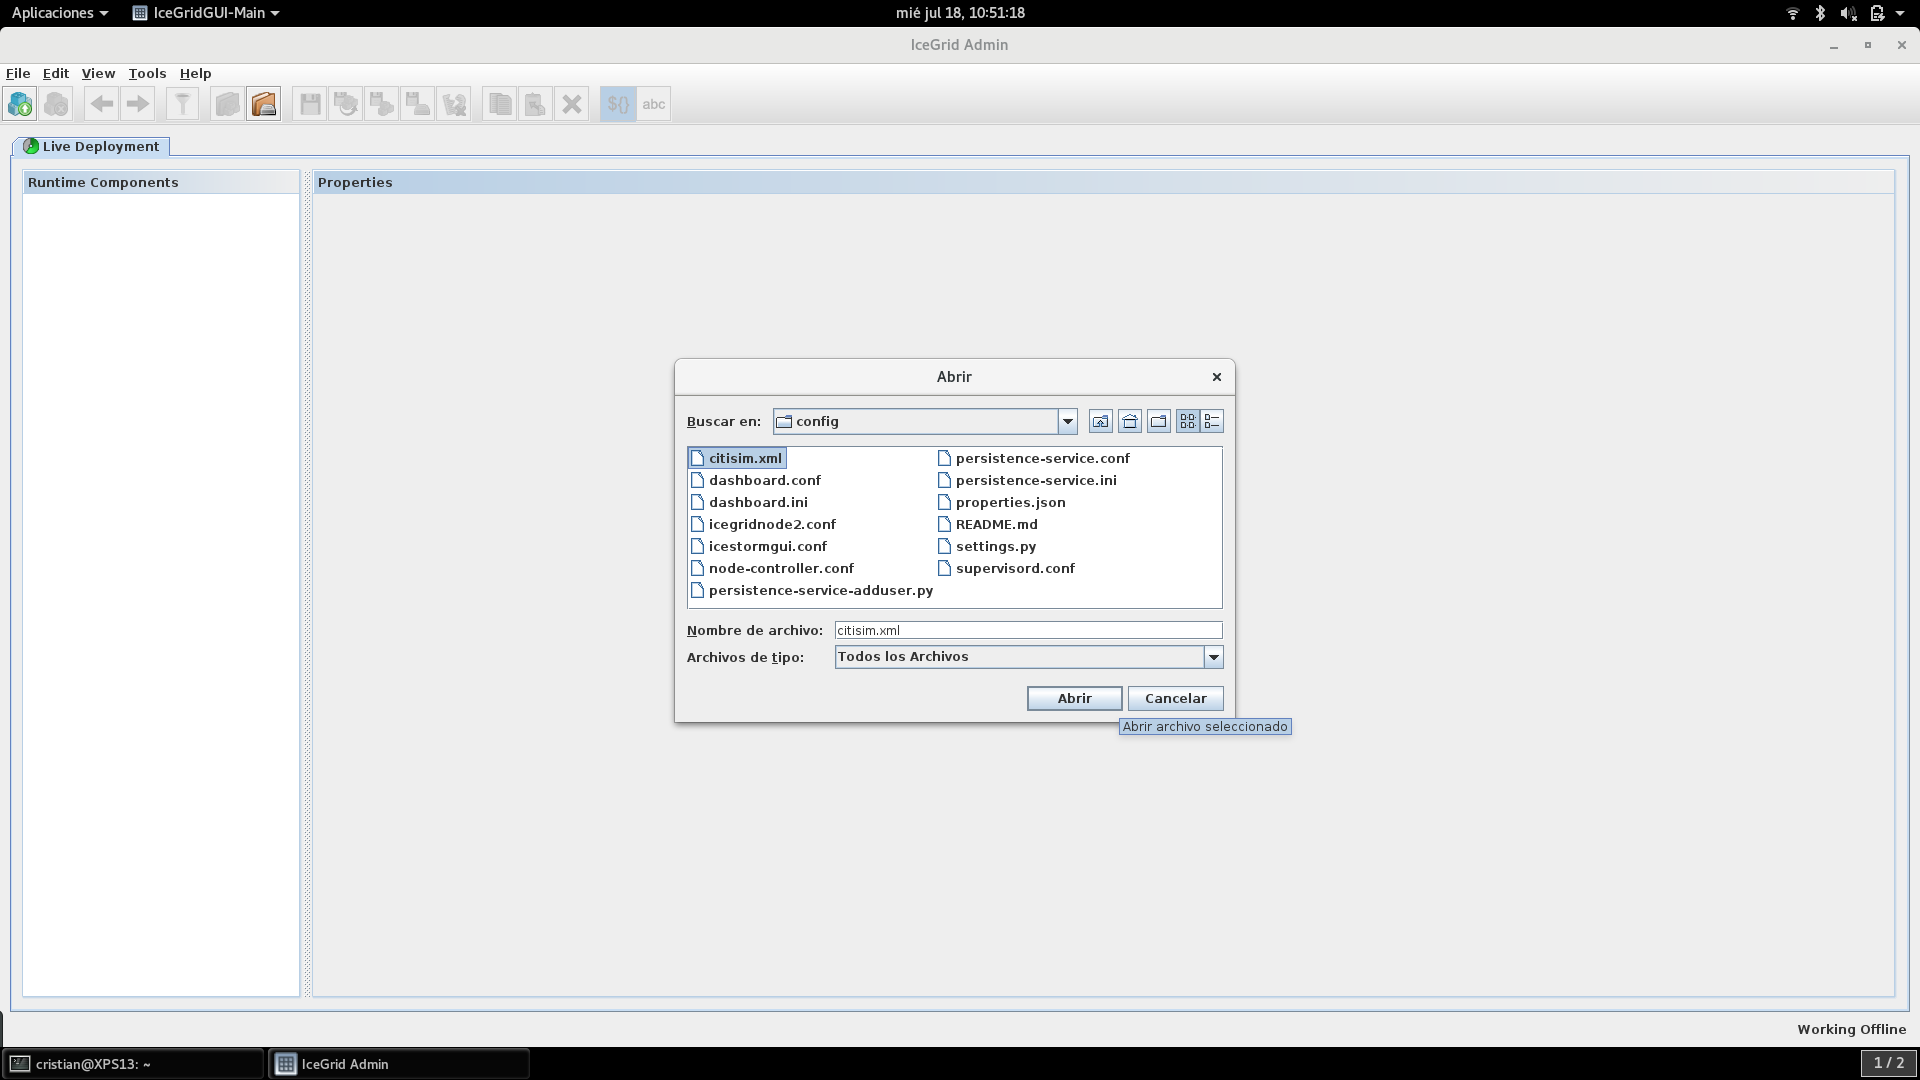 Aplicaciones IceGridGUI-Main mié jul 18, 10:51:18
IceGrid Admin
File Edit View Tools Help
${} abc
Live Deployment
Runtime Components
Properties
Abrir
Buscar en: config
citisim.xml
dashboard.conf
dashboard.ini
icegridnode2.conf
icestormgui.conf
node-controller.conf
persistence-service-adduser.py
persistence-service.conf
persistence-service.ini
properties.json
README.md
settings.py
supervisord.conf
Nombre de archivo: citisim.xml
Archivos de tipo: Todos los Archivos
Abrir Cancelar
Abrir archivo seleccionado
Working Offline
cristian@XPS13: ~ IceGrid Admin 1 / 2